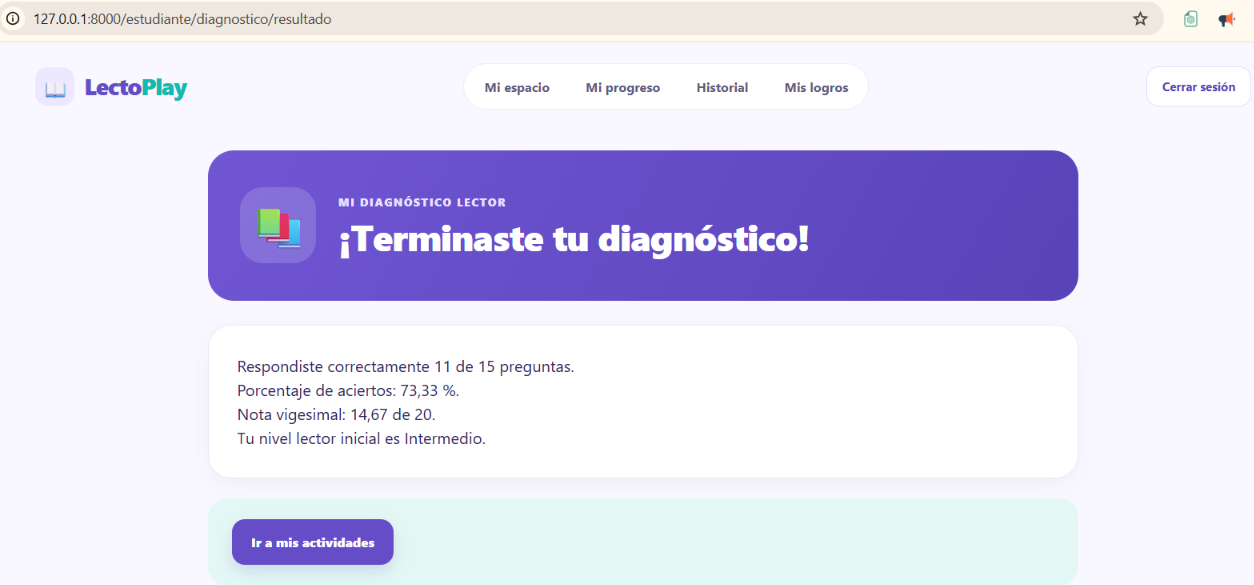 127.0.0.1:8000/estudiante/diagnostico/resultado
LectoPlay
Mi espacio
Mi progreso
Historial
Mis logros
Cerrar sesión
MI DIAGNÓSTICO LECTOR
¡Terminaste tu diagnóstico!
Respondiste correctamente 11 de 15 preguntas.
Porcentaje de aciertos: 73,33 %.
Nota vigesimal: 14,67 de 20.
Tu nivel lector inicial es Intermedio.
Ir a mis actividades